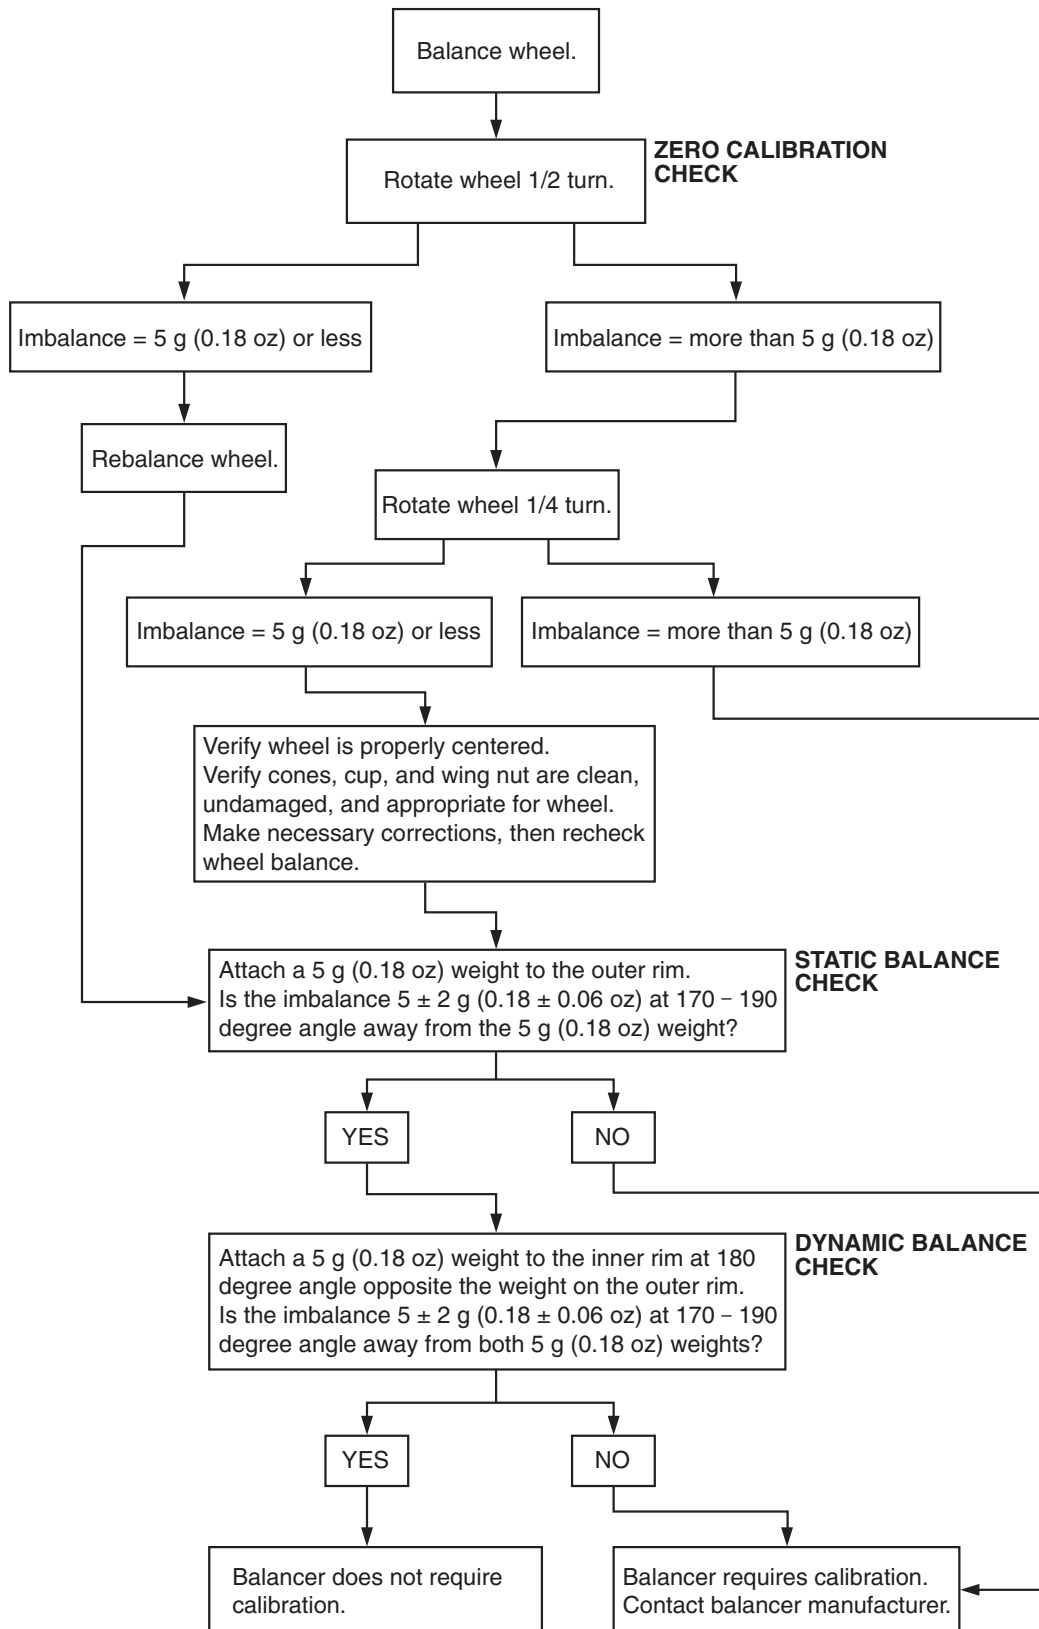 Balance wheel.
ZERO CALIBRATION
CHECK
Rotate wheel 1/2 turn.
Imbalance = 5 g (0.18 oz) or less
Imbalance = more than 5 g (0.18 oz)
Rebalance wheel.
Rotate wheel 1/4 turn.
Imbalance = 5 g (0.18 oz) or less
Imbalance = more than 5 g (0.18 oz)
Verify wheel is properly centered.
Verify cones, cup, and wing nut are clean,
undamaged, and appropriate for wheel.
Make necessary corrections, then recheck
wheel balance.
STATIC BALANCE
CHECK
Attach a 5 g (0.18 oz) weight to the outer rim.
Is the imbalance 5 ± 2 g (0.18 ± 0.06 oz) at 170 − 190
degree angle away from the 5 g (0.18 oz) weight?
YES
NO
DYNAMIC BALANCE
CHECK
Attach a 5 g (0.18 oz) weight to the inner rim at 180
degree angle opposite the weight on the outer rim.
Is the imbalance 5 ± 2 g (0.18 ± 0.06 oz) at 170 − 190
degree angle away from both 5 g (0.18 oz) weights?
YES
NO
Balancer does not require
calibration.
Balancer requires calibration.
Contact balancer manufacturer.